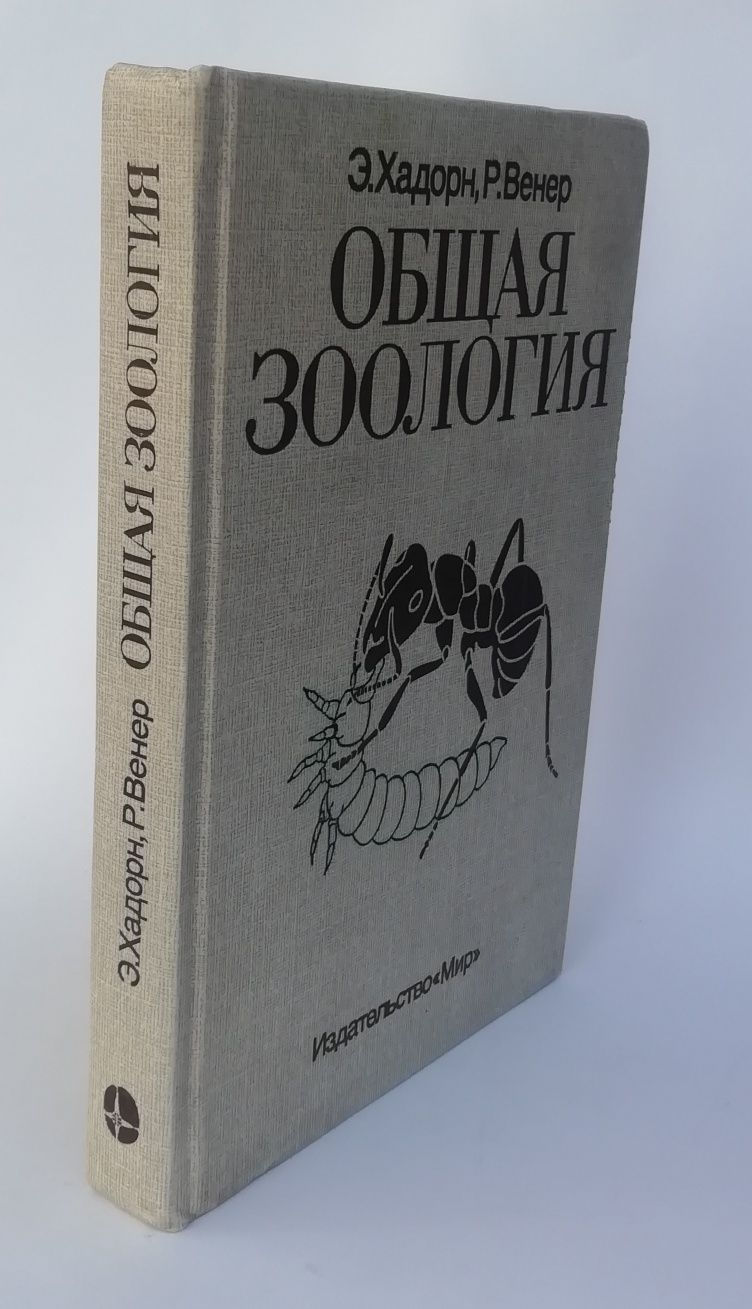 Э.Хадорн, Р.Венер
ОБЩАЯ
ЗООЛОГИЯ
Издательство «Мир»
Э.Хадорн, Р.Венер ОБЩАЯ ЗООЛОГИЯ